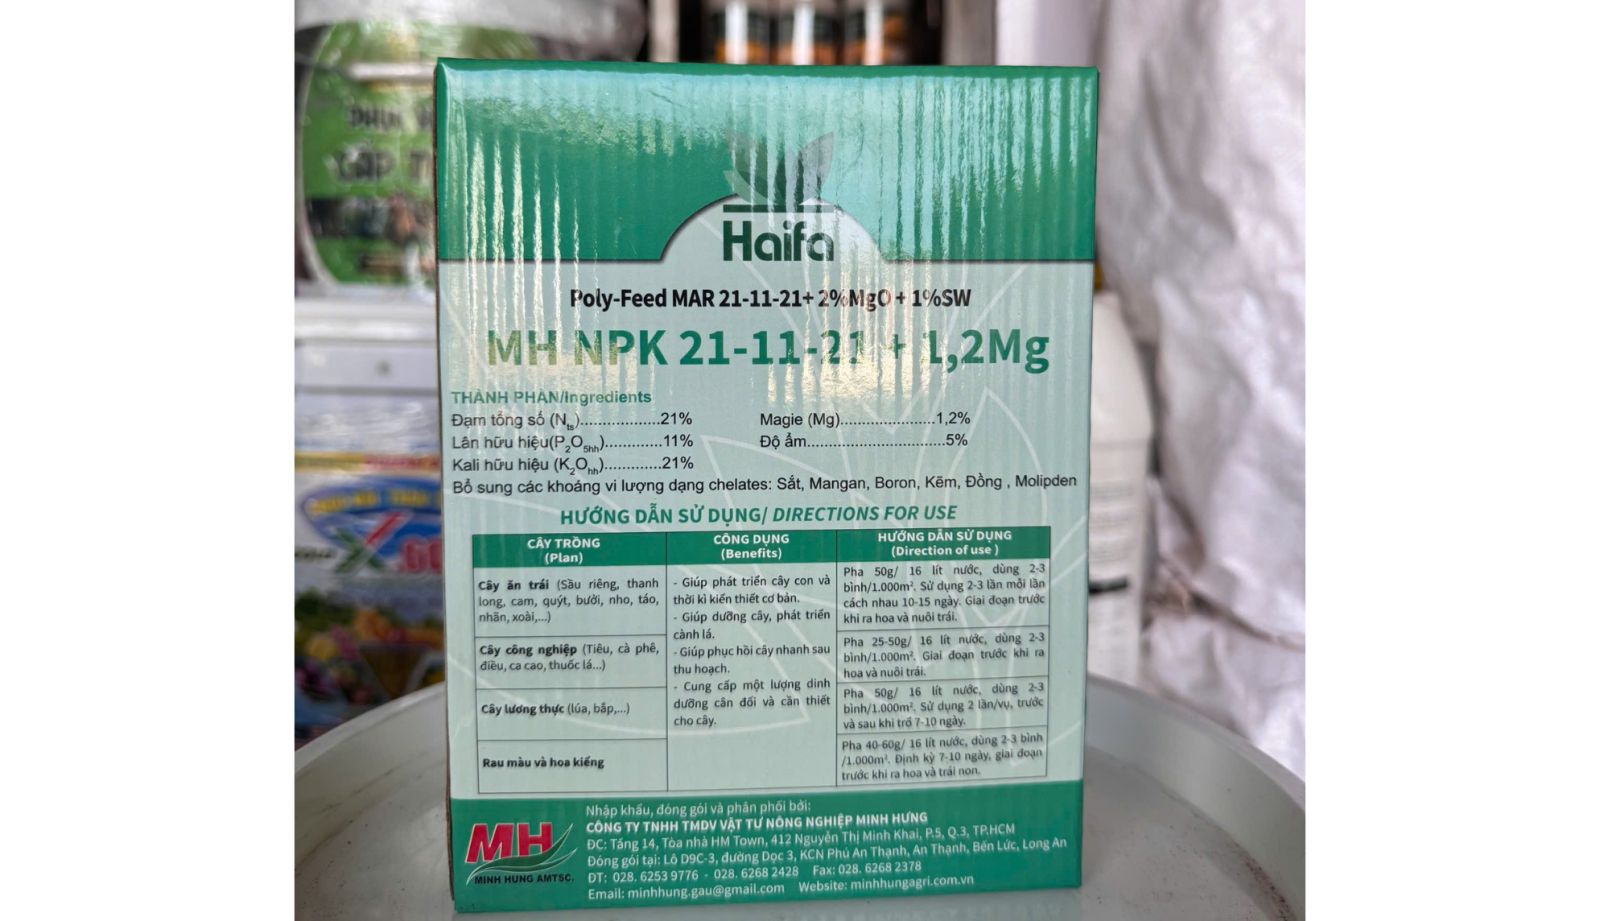 Haifa
Poly-Feed MAR 21-11-21+ 2%MgO + 1%SW
MH NPK 21-11-21 + 1,2Mg
THÀNH PHẦN/Ingredients
Đạm tổng số (Nts)..................21%
Magie (Mg).....................1,2%
Lân hữu hiệu(P2O5hh).............11%
Độ ẩm...............................5%
Kali hữu hiệu (K2Ohh).............21%
Bổ sung các khoáng vi lượng dạng chelates: Sắt, Mangan, Boron, Kẽm, Đồng , Molipden
HƯỚNG DẪN SỬ DỤNG/ DIRECTIONS FOR USE
CÂY TRỒNG
(Plan)
CÔNG DỤNG
(Benefits)
HƯỚNG DẪN SỬ DỤNG
(Direction of use )
Cây ăn trái (Sầu riêng, thanh
long, cam, quýt, bưởi, nho, táo,
nhãn, xoài,...)
Cây công nghiệp (Tiêu, cà phê,
điều, ca cao, thuốc lá...)
Cây lương thực (lúa, bắp,...)
Rau màu và hoa kiểng
- Giúp phát triển cây con và
thời kì kiến thiết cơ bản.
- Giúp dưỡng cây, phát triển
cành lá.
- Giúp phục hồi cây nhanh sau
thu hoạch.
- Cung cấp một lượng dinh
dưỡng cân đối và cần thiết
cho cây.
Pha 50g/ 16 lít nước, dùng 2-3
bình/1.000m². Sử dụng 2-3 lần mỗi lần
cách nhau 10-15 ngày. Giai đoạn trước
khi ra hoa và nuôi trái.
Pha 25-50g/ 16 lít nước, dùng 2-3
bình/1.000m². Giai đoạn trước khi ra
hoa và nuôi trái.
Pha 50g/ 16 lít nước, dùng 2-3
bình/1.000m². Sử dụng 2 lần/vụ, trước
và sau khi trổ 7-10 ngày.
Pha 40-60g/ 16 lít nước, dùng 2-3 bình
/1.000m². Định kỳ 7-10 ngày, giai đoạn
trước khi ra hoa và trái non.
MH
MINH HUNG AMTSC.
Nhập khẩu, đóng gói và phân phối bởi:
CÔNG TY TNHH TMDV VẬT TƯ NÔNG NGHIỆP MINH HƯNG
ĐC: Tầng 14, Tòa nhà HM Town, 412 Nguyễn Thị Minh Khai, P.5, Q.3, TP.HCM
Đóng gói tại: Lô D9C-3, đường Dọc 3, KCN Phú An Thạnh, An Thạnh, Bến Lức, Long An
ĐT: 028. 6253 9776 - 028. 6268 2428 Fax: 028. 6268 2378
Email: minhhung.gau@gmail.com Website: minhhungagri.com.vn